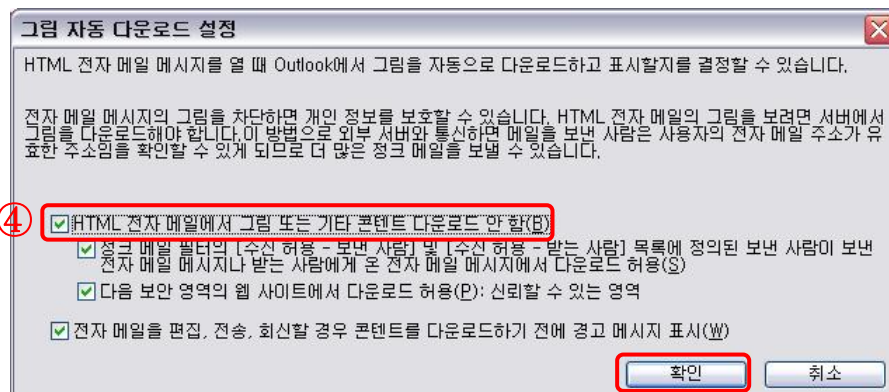 그림 자동 다운로드 설정
HTML 전자 메일 메시지를 열 때 Outlook에서 그림을 자동으로 다운로드하고 표시할지를 결정할 수 있습니다.
전자 메일 메시지의 그림을 차단하면 개인 정보를 보호할 수 있습니다. HTML 전자 메일의 그림을 보려면 서버에서
그림을 다운로드해야 합니다.이 방법으로 외부 서버와 통신하면 메일을 보낸 사람은 사용자의 전자 메일 주소가 유
효한 주소임을 확인할 수 있게 되므로 더 많은 정크 메일을 보낼 수 있습니다.
④ HTML 전자 메일에서 그림 또는 기타 콘텐트 다운로드 안 함(B)
정크 메일 필터의 [수신 허용 - 보낸 사람] 및 [수신 허용 - 받는 사람] 목록에 정의된 보낸 사람이 보낸
전자 메일 메시지나 받는 사람에게 온 전자 메일 메시지에서 다운로드 허용(S)
다음 보안 영역의 웹 사이트에서 다운로드 허용(P): 신뢰할 수 있는 영역
전자 메일을 편집, 전송, 회신할 경우 콘텐트를 다운로드하기 전에 경고 메시지 표시(W)
확인 취소